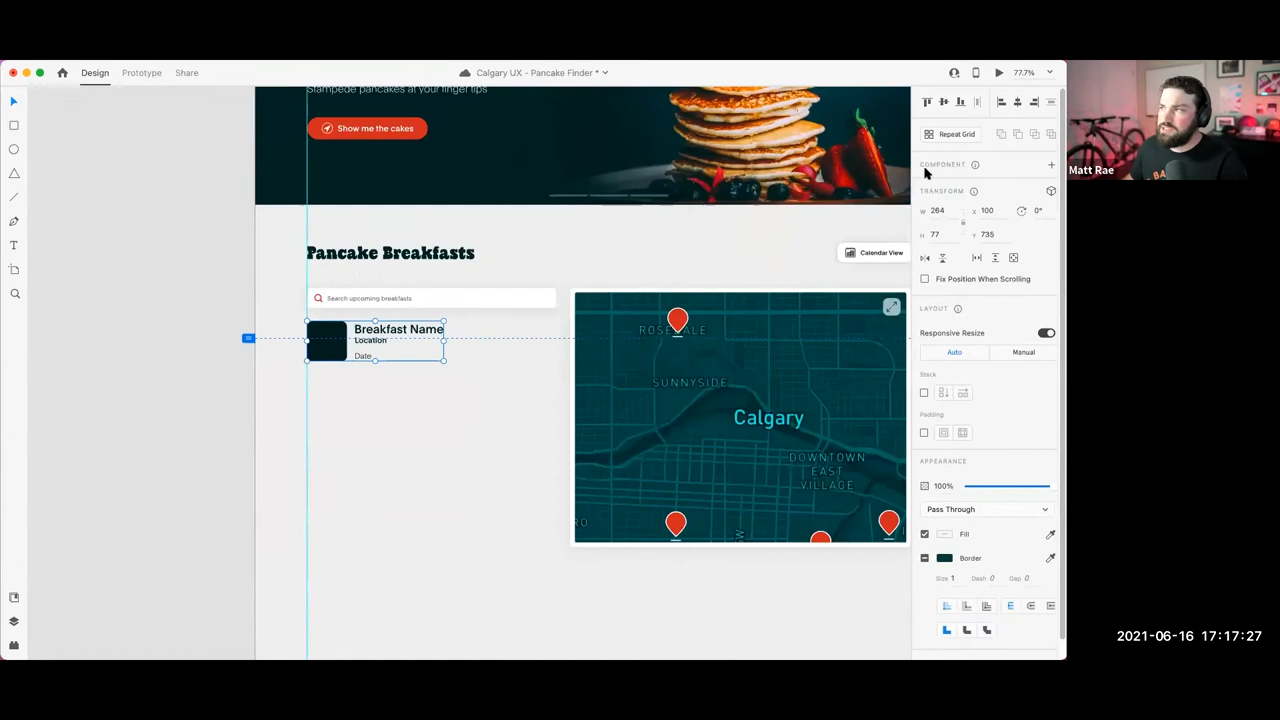 Design Prototype Share
Calgary UX - Pancake Finder *
77.7%
Stampede pancakes at your finger tips
Show me the cakes
Pancake Breakfasts
Calendar View
Search upcoming breakfasts
Breakfast Name
Location
Date
ROSEDALE
SUNNYSIDE
Calgary
DOWNTOWN
EAST
VILLAGE
RO
SW
Repeat Grid
COMPONENT
TRANSFORM
W 264 X 100 0°
H 77 Y 735
Fix Position When Scrolling
LAYOUT
Responsive Resize
Auto Manual
Stack
Padding
APPEARANCE
100%
Pass Through
Fill
Border
Size 1 Dash 0 Gap 0
Matt Rae
BA
2021-06-16 17:17:27